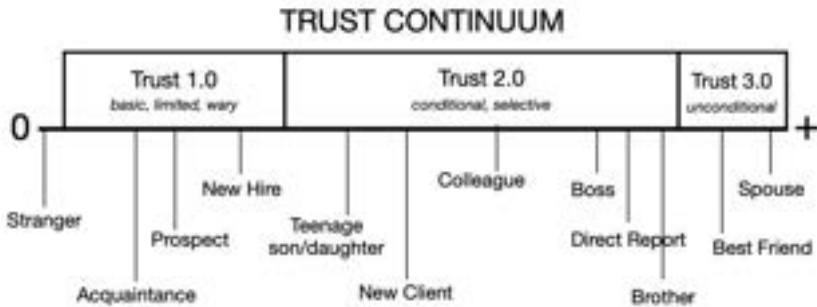 TRUST CONTINUUM
Trust 1.0
basic, limited, wary
Trust 2.0
conditional, selective
Trust 3.0
unconditional
0
+
Stranger
Acquaintance
Prospect
New Hire
Teenage
son/daughter
New Client
Colleague
Boss
Direct Report
Brother
Best Friend
Spouse